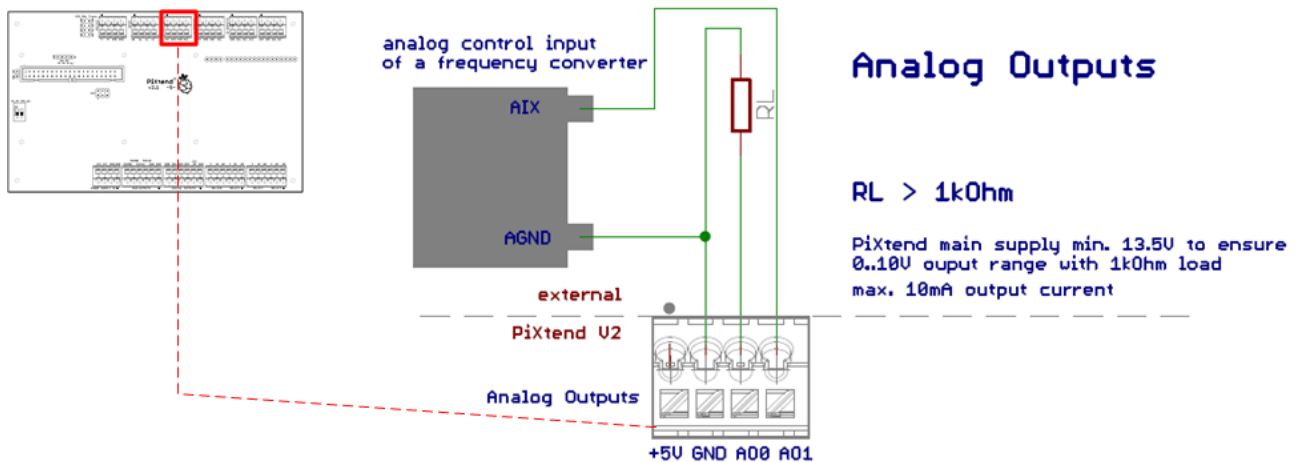 analog control input
of a frequency converter
AIX
AGND
RL
Analog Outputs
RL > 1kOhm
PiXtend main supply min. 13.5V to ensure
0..10V ouput range with 1kOhm load
max. 10mA output current
external
PiXtend V2
Analog Outputs
+5V GND AO0 AO1
PiXtend